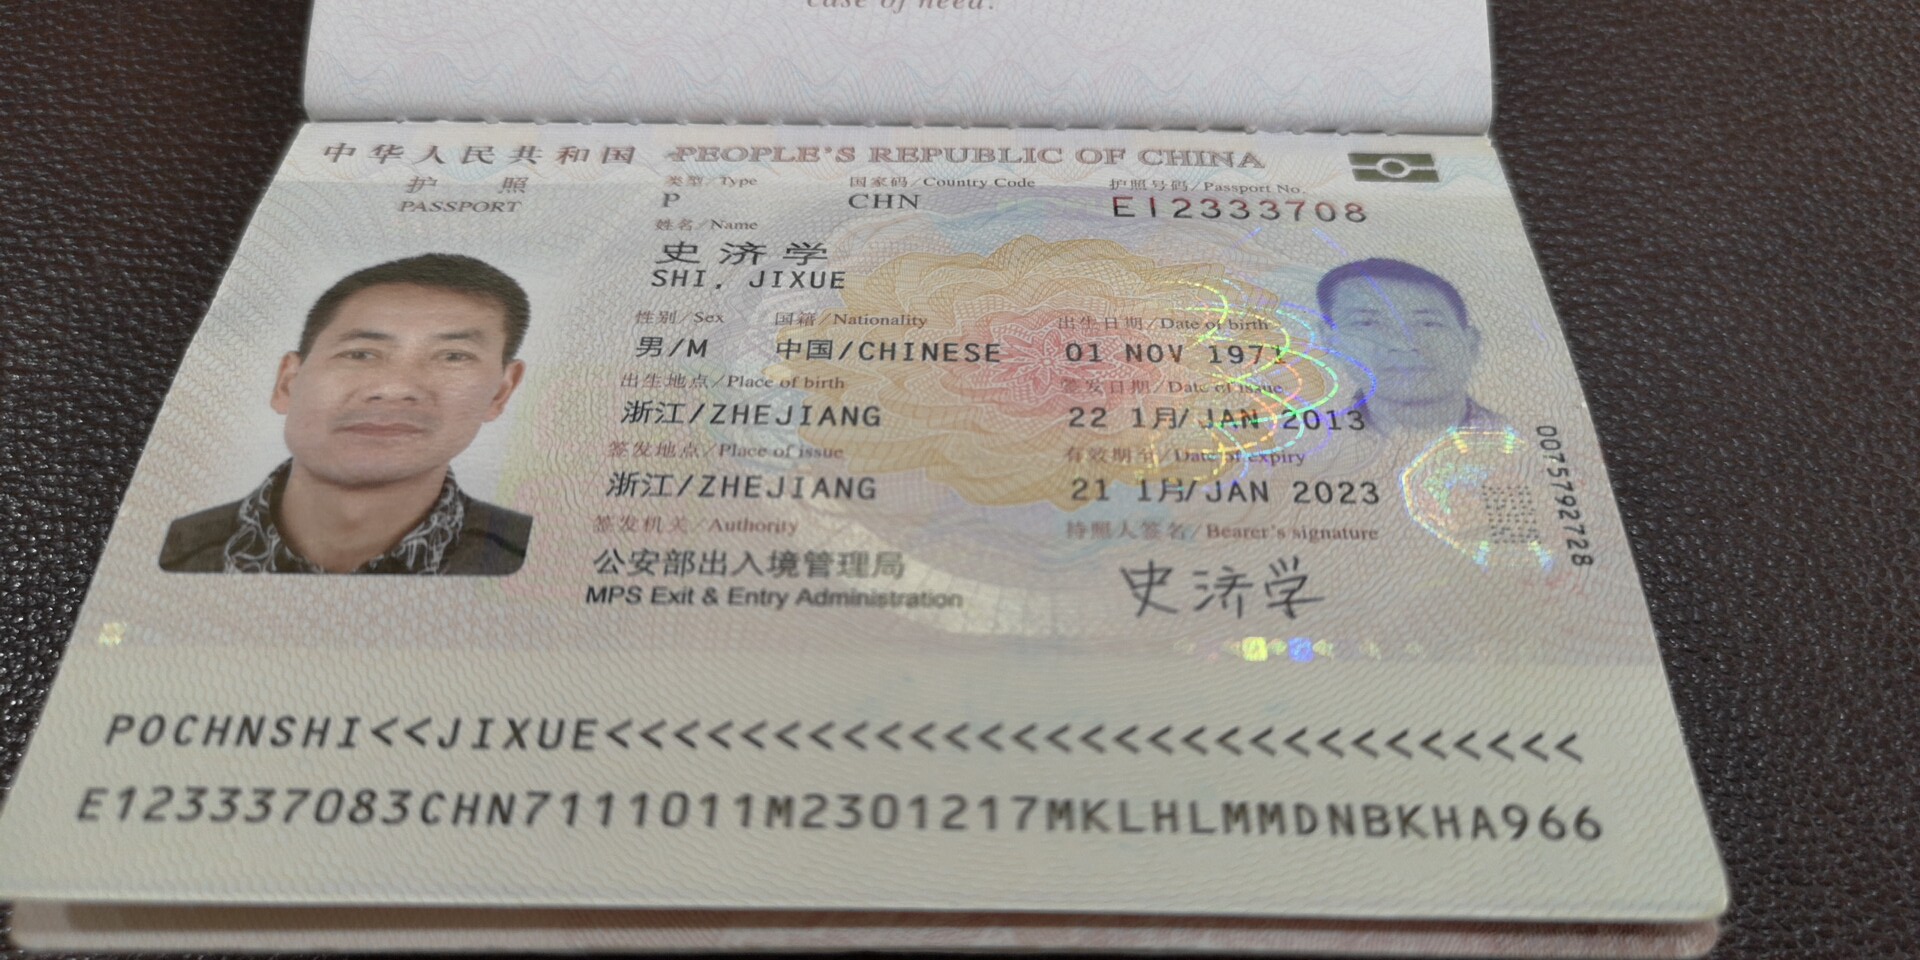 case of need.
中华人民共和国 PEOPLE'S REPUBLIC OF CHINA
护 照
PASSPORT
类型/Type 国家码/Country Code 护照号码/Passport No.
P CHN E12333708
姓名/Name
史济学
SHI, JIXUE
性别/Sex 国籍/Nationality 出生日期/Date of birth
男/M 中国/CHINESE 01 NOV 1971
出生地点/Place of birth 签发日期/Date of issue
浙江/ZHEJIANG 22 1月/JAN 2013
签发地点/Place of issue 有效期至/Date of expiry
浙江/ZHEJIANG 21 1月/JAN 2023
签发机关/Authority 持照人签名/Bearer's signature
公安部出入境管理局
MPS Exit & Entry Administration
史济学
0075792728
POCHNSHI<<JIXUE<<<<<<<<<<<<<<<<<<<<<<<<<<<<<
E123337083CHN7111011M2301217MKLHLMMDNBKHA966